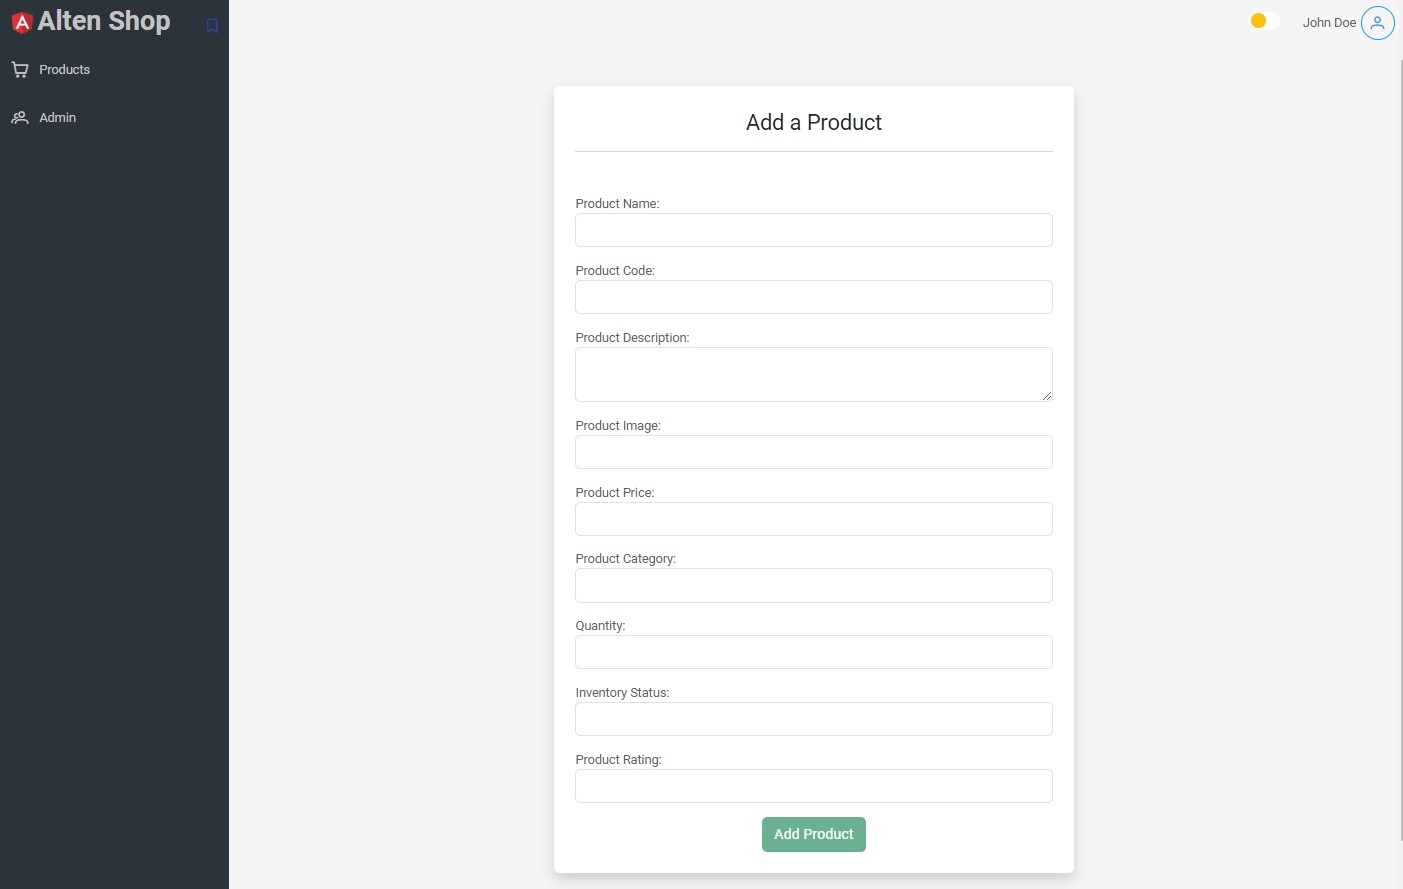 Alten Shop
John Doe
Products
Admin
Add a Product
Product Name:
Product Code:
Product Description:
Product Image:
Product Price:
Product Category:
Quantity:
Inventory Status:
Product Rating:
Add Product